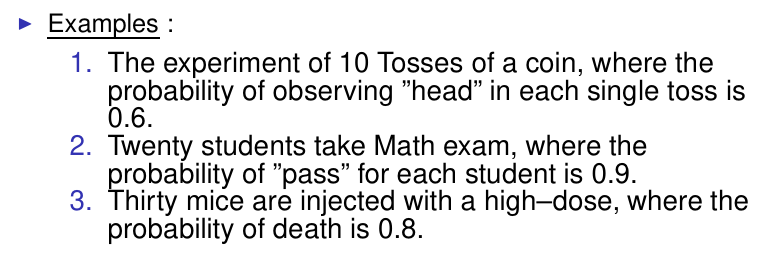 ► Examples :
1. The experiment of 10 Tosses of a coin, where the
probability of observing ”head” in each single toss is
0.6.
2. Twenty students take Math exam, where the
probability of ”pass” for each student is 0.9.
3. Thirty mice are injected with a high–dose, where the
probability of death is 0.8.